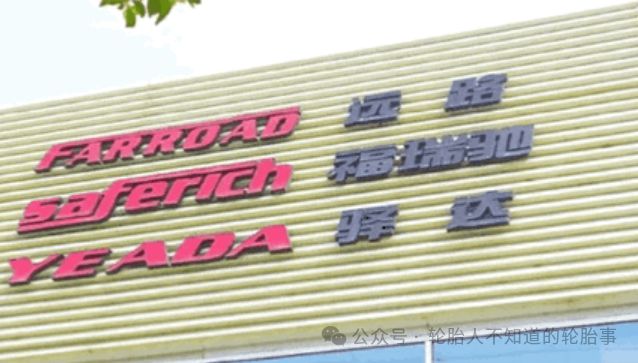 FARROAD 远路
saferich 福瑞驰
YEADA 驿达
公众号 · 轮胎人不知道的轮胎事